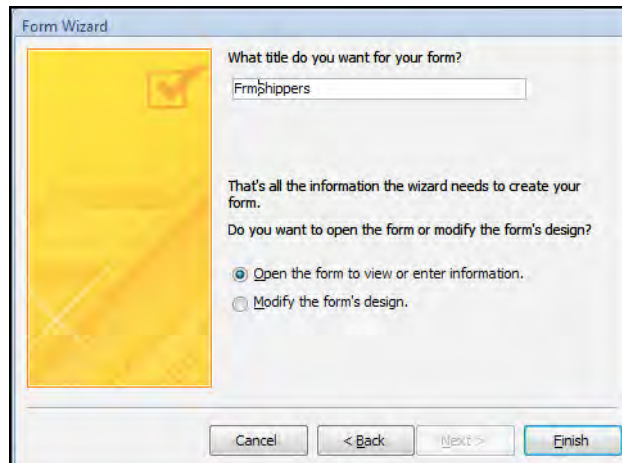 Form Wizard
What title do you want for your form?
FrmShippers
That's all the information the wizard needs to create your
form.
Do you want to open the form or modify the form's design?
Open the form to view or enter information.
Modify the form's design.
Cancel
< Back
Next >
Finish